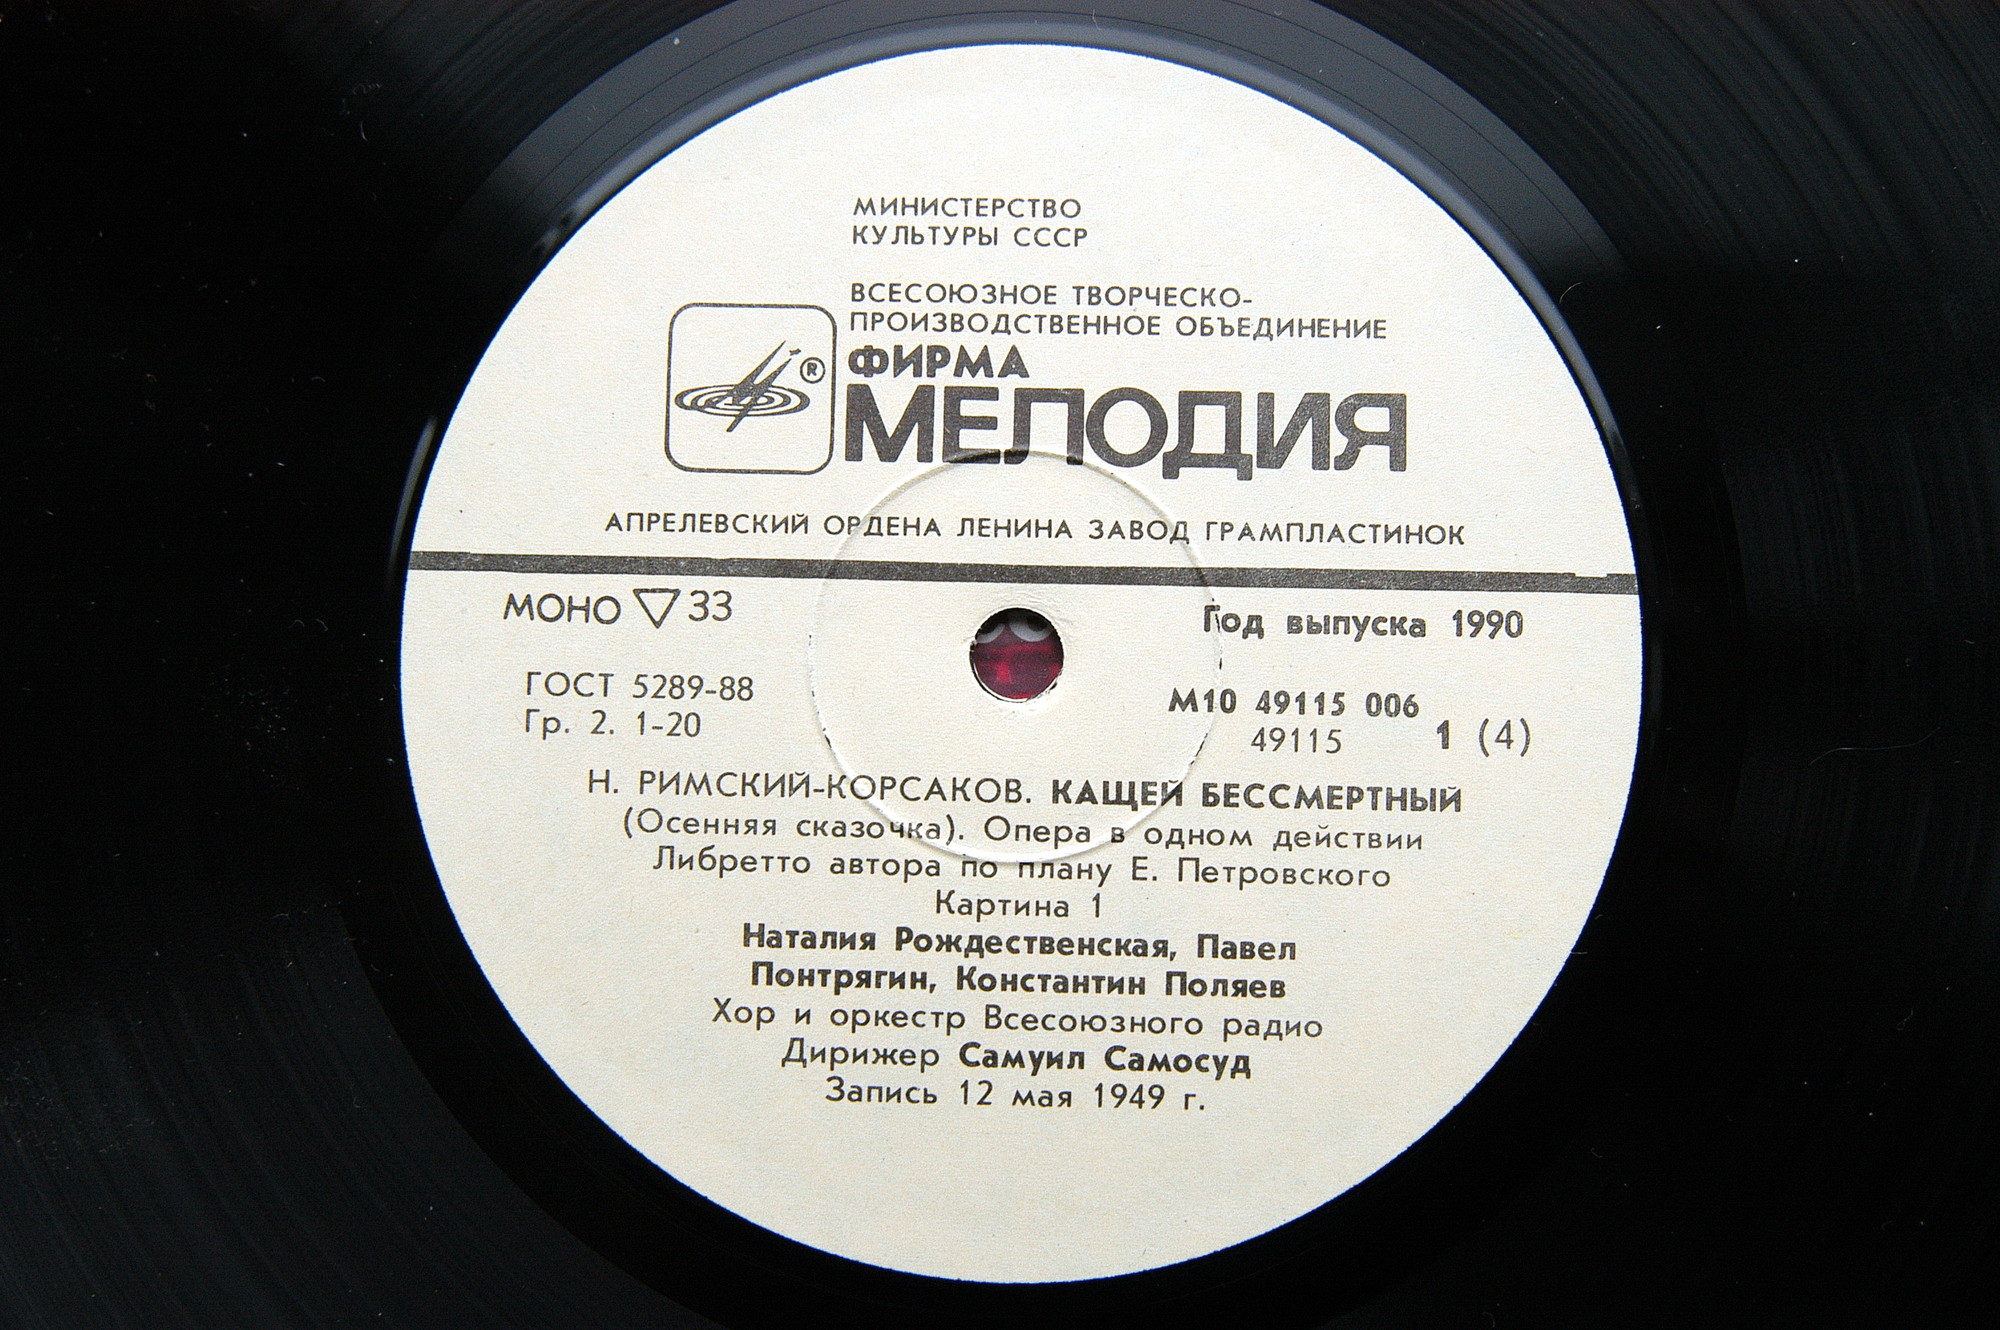 МИНИСТЕРСТВО
КУЛЬТУРЫ СССР
ВСЕСОЮЗНОЕ ТВОРЧЕСКО-
ПРОИЗВОДСТВЕННОЕ ОБЪЕДИНЕНИЕ
ФИРМА
®
МЕЛОДИЯ
АПРЕЛЕВСКИЙ ОРДЕНА ЛЕНИНА ЗАВОД ГРАМПЛАСТИНОК
МОНО ▽ 33
Год выпуска 1990
ГОСТ 5289-88
Гр. 2. 1-20
М10 49115 006
49115 1 (4)
Н. РИМСКИЙ-КОРСАКОВ. КАЩЕЙ БЕССМЕРТНЫЙ
(Осенняя сказочка). Опера в одном действии
Либретто автора по плану Е. Петровского
Картина 1
Наталия Рождественская, Павел
Понтрягин, Константин Поляев
Хор и оркестр Всесоюзного радио
Дирижер Самуил Самосуд
Запись 12 мая 1949 г.